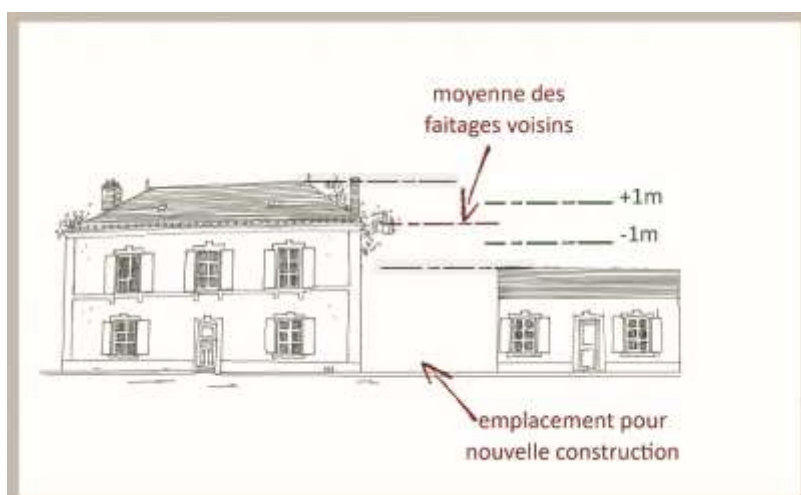 moyenne des
faitages voisins
+1m
-1m
emplacement pour
nouvelle construction